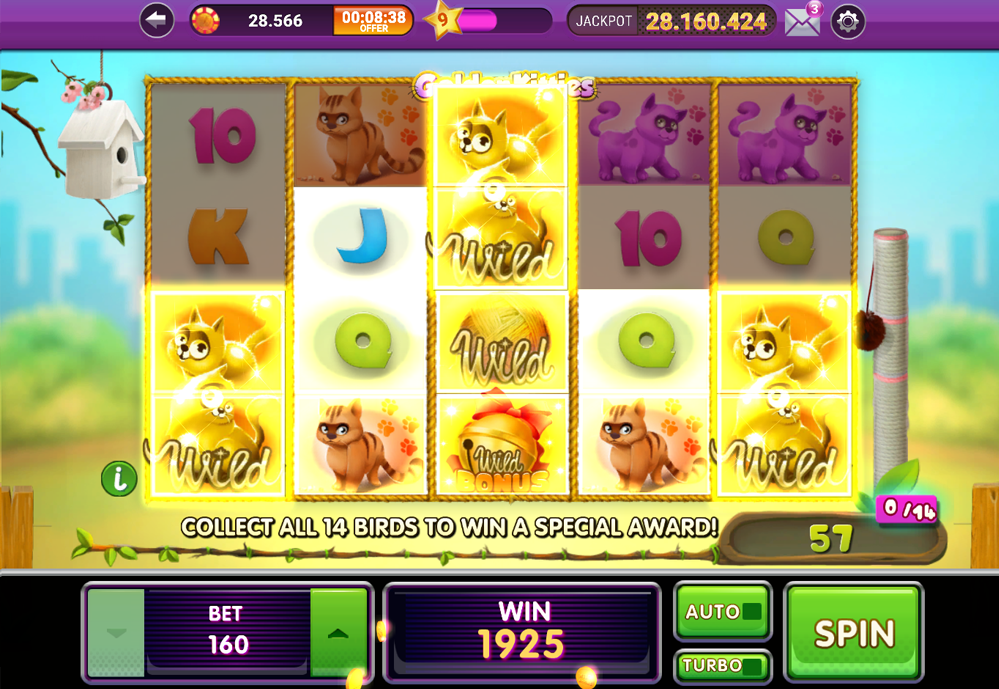 28.566
00:08:38
OFFER
9
JACKPOT 28.160.424
3
10
K
J
Wild
10
Q
Q
Wild
Q
Wild
Wild
BONUS
Wild
Wild
i
COLLECT ALL 14 BIRDS TO WIN A SPECIAL AWARD!
57
0/14
BET
160
WIN
1925
AUTO
TURBO
SPIN